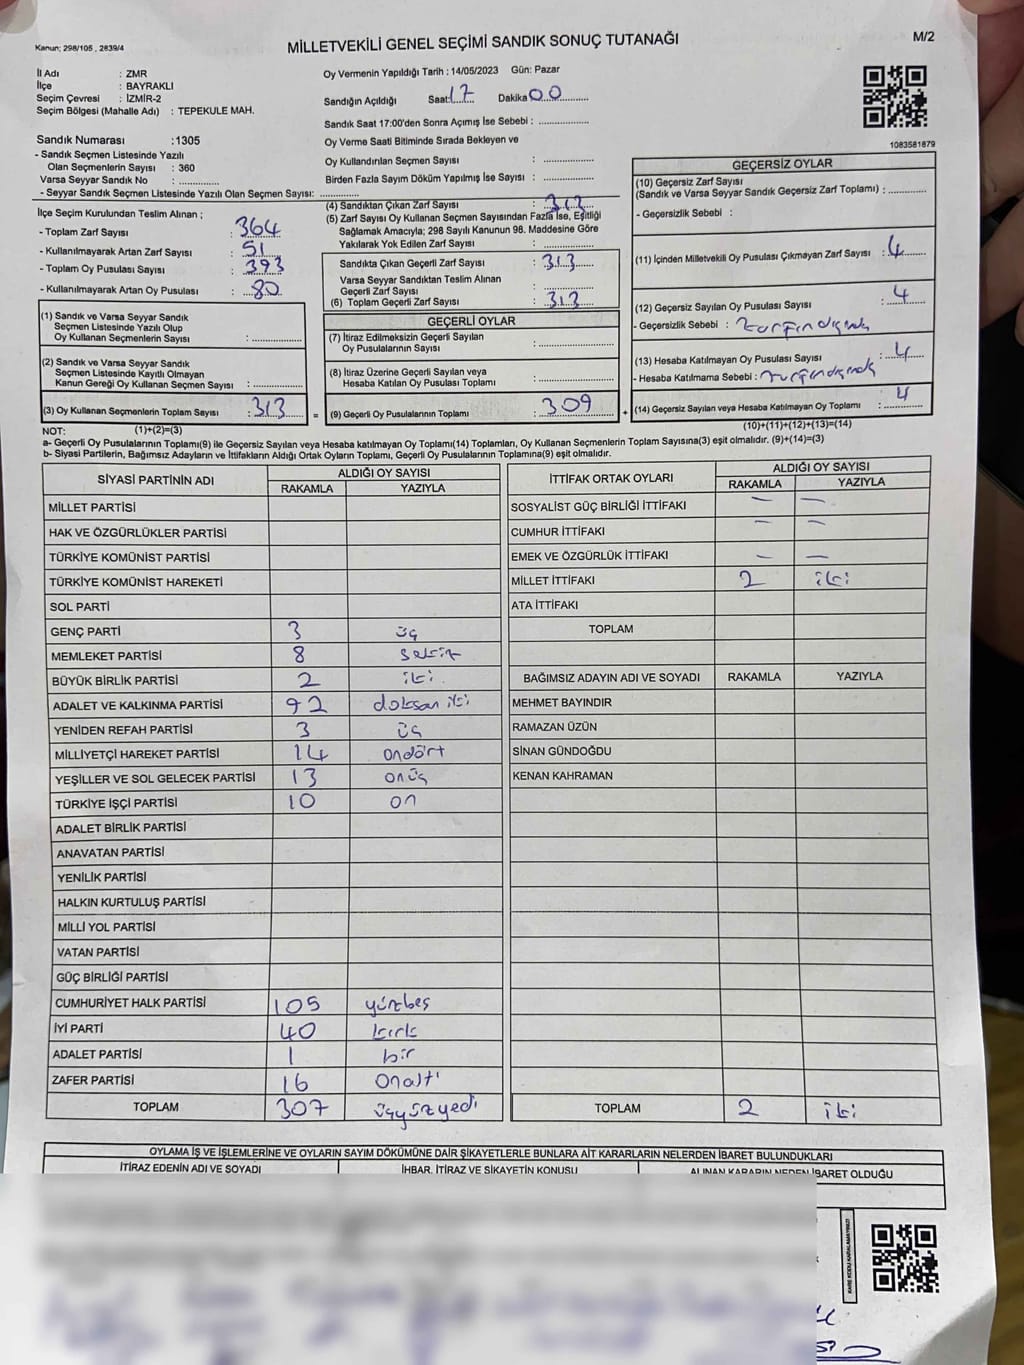 Kanun; 298/105 , 2839/4
MİLLETVEKİLİ GENEL SEÇİMİ SANDIK SONUÇ TUTANAĞI
M/2
İl Adı : ZMR
İlçe : BAYRAKLI
Seçim Çevresi : İZMİR-2
Seçim Bölgesi (Mahalle Adı) : TEPEKULE MAH.
Sandık Numarası :1305
- Sandık Seçmen Listesinde Yazılı
Olan Seçmenlerin Sayısı : 360
Varsa Seyyar Sandık No :
- Seyyar Sandık Seçmen Listesinde Yazılı Olan Seçmen Sayısı:
Oy Vermenin Yapıldığı Tarih : 14/05/2023 Gün: Pazar
Sandığın Açıldığı Saat 17 Dakika 00
Sandık Saat 17:00'den Sonra Açımış İse Sebebi :
Oy Verme Saati Bitiminde Sırada Bekleyen ve
Oy Kullandırılan Seçmen Sayısı :
Birden Fazla Sayım Döküm Yapılmış İse Sayısı :
1083581879
İlçe Seçim Kurulundan Teslim Alınan ;
- Toplam Zarf Sayısı : 364
- Kullanılmayarak Artan Zarf Sayısı : 51
- Toplam Oy Pusulası Sayısı : 393
- Kullanılmayarak Artan Oy Pusulası : 80
(4) Sandıktan Çıkan Zarf Sayısı : 313
(5) Zarf Sayısı Oy Kullanan Seçmen Sayısından Fazla İse, Eşitliği
Sağlamak Amacıyla; 298 Sayılı Kanunun 98. Maddesine Göre
Yakılarak Yok Edilen Zarf Sayısı :
Sandıkta Çıkan Geçerli Zarf Sayısı : 313
Varsa Seyyar Sandıktan Teslim Alınan
Geçerli Zarf Sayısı :
(6) Toplam Geçerli Zarf Sayısı : 313
GEÇERSİZ OYLAR
(10) Geçersiz Zarf Sayısı
(Sandık ve Varsa Seyyar Sandık Geçersiz Zarf Toplamı) :
- Geçersizlik Sebebi :
(11) İçinden Milletvekili Oy Pusulası Çıkmayan Zarf Sayısı : 4
(12) Geçersiz Sayılan Oy Pusulası Sayısı : 4
- Geçersizlik Sebebi :
(13) Hesaba Katılmayan Oy Pusulası Sayısı : 4
- Hesaba Katılmama Sebebi :
(14) Geçersiz Sayılan veya Hesaba Katılmayan Oy Toplamı : 4
(10)+(11)+(12)+(13)=(14)
(1) Sandık ve Varsa Seyyar Sandık
Seçmen Listesinde Yazılı Olup
Oy Kullanan Seçmenlerin Sayısı :
(2) Sandık ve Varsa Seyyar Sandık
Seçmen Listesinde Kayıtlı Olmayan
Kanun Gereği Oy Kullanan Seçmen Sayısı :
(3) Oy Kullanan Seçmenlerin Toplam Sayısı : 313 =
GEÇERLİ OYLAR
(7) İtiraz Edilmeksizin Geçerli Sayılan
Oy Pusulalarının Sayısı :
(8) İtiraz Üzerine Geçerli Sayılan veya
Hesaba Katılan Oy Pusulası Toplamı :
(9) Geçerli Oy Pusulalarının Toplamı : 309 +
NOT: (1)+(2)=(3)
a- Geçerli Oy Pusulalarının Toplamı(9) ile Geçersiz Sayılan veya Hesaba katılmayan Oy Toplamı(14) Toplamları, Oy Kullanan Seçmenlerin Toplam Sayısına(3) eşit olmalıdır. (9)+(14)=(3)
b- Siyasi Partilerin, Bağımsız Adayların ve İttifakların Aldığı Ortak Oyların Toplamı, Geçerli Oy Pusulalarının Toplamına(9) eşit olmalıdır.
SİYASİ PARTİNİN ADI ALDIĞI OY SAYISI
RAKAMLA YAZIYLA
MİLLET PARTİSİ
HAK VE ÖZGÜRLÜKLER PARTİSİ
TÜRKİYE KOMÜNİST PARTİSİ
TÜRKİYE KOMÜNİST HAREKETİ
SOL PARTİ
GENÇ PARTİ 3 üç
MEMLEKET PARTİSİ 8 sekiz
BÜYÜK BİRLİK PARTİSİ 2 iki
ADALET VE KALKINMA PARTİSİ 92 doksan iki
YENİDEN REFAH PARTİSİ 3 üç
MİLLİYETÇİ HAREKET PARTİSİ 14 ondört
YEŞİLLER VE SOL GELECEK PARTİSİ 13 onüç
TÜRKİYE İŞÇİ PARTİSİ 10 on
ADALET BİRLİK PARTİSİ
ANAVATAN PARTİSİ
YENİLİK PARTİSİ
HALKIN KURTULUŞ PARTİSİ
MİLLİ YOL PARTİSİ
VATAN PARTİSİ
GÜÇ BİRLİĞİ PARTİSİ
CUMHURİYET HALK PARTİSİ 105 yüzbeş
İYİ PARTİ 40 kırk
ADALET PARTİSİ 1 bir
ZAFER PARTİSİ 16 onaltı
TOPLAM 307 üçyüzyedi
İTTİFAK ORTAK OYLARI ALDIĞI OY SAYISI
RAKAMLA YAZIYLA
SOSYALİST GÜÇ BİRLİĞİ İTTİFAKI — —
CUMHUR İTTİFAKI — —
EMEK VE ÖZGÜRLÜK İTTİFAKI — —
MİLLET İTTİFAKI 2 iki
ATA İTTİFAKI
TOPLAM
BAĞIMSIZ ADAYIN ADI VE SOYADI RAKAMLA YAZIYLA
MEHMET BAYINDIR
RAMAZAN ÜZÜN
SİNAN GÜNDOĞDU
KENAN KAHRAMAN
TOPLAM 2 iki
OYLAMA İŞ VE İŞLEMLERİNE VE OYLARIN SAYIM DÖKÜMÜNE DAİR ŞİKAYETLERLE BUNLARA AİT KARARLARIN NELERDEN İBARET BULUNDUKLARI
İTİRAZ EDENİN ADI VE SOYADI İHBAR, İTİRAZ VE ŞİKAYETİN KONUSU ALINAN KARARIN NEDEN İBARET OLDUĞU
KARE KODU KARALAMAYINIZ!